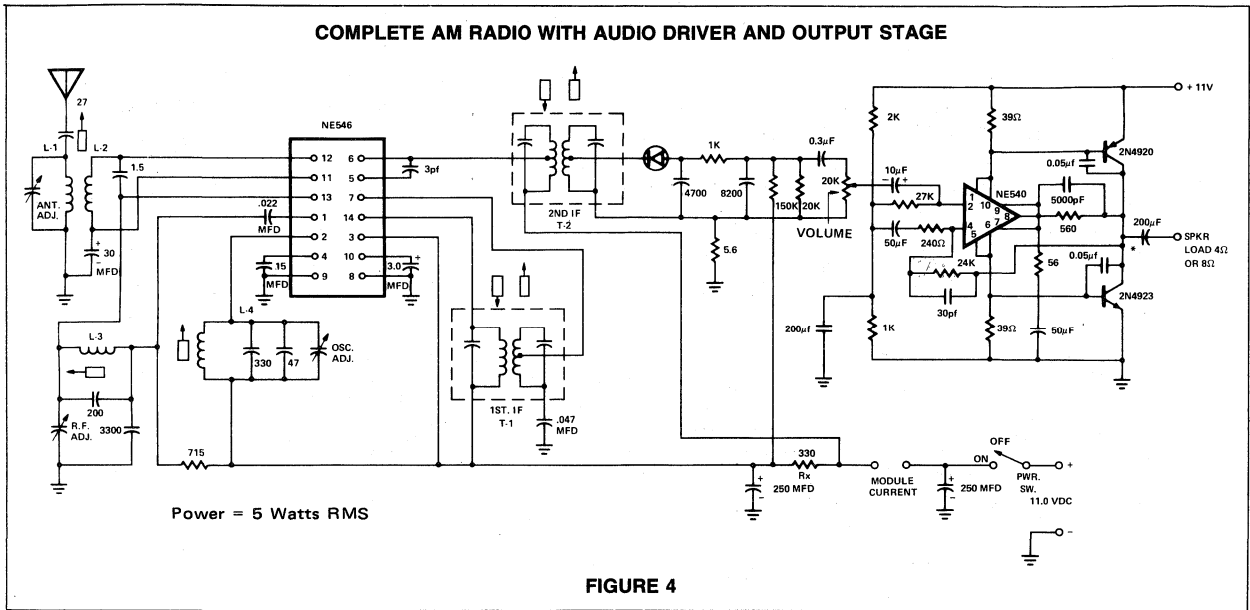 COMPLETE AM RADIO WITH AUDIO DRIVER AND OUTPUT STAGE
27
L-1
L-2
ANT.
ADJ.
1.5
+
30
MFD
−
NE546
12
11
13
1
2
4
9
6
5
7
14
3
10
8
.022
MFD
.15
MFD
3pf
3.0
+
MFD
L-3
200
R.F.
ADJ.
3300
L-4
330
47
OSC.
ADJ.
715
2ND IF
T-2
1ST. IF
T-1
.047
MFD
1K
4700
8200
5.6
150K
20K
0.3μF
20K
VOLUME
2K
10μF
− +
27K
50μF
240Ω
24K
30pf
200μf
1K
39Ω
NE540
1
2
4
5
10
9
8
7
6
39Ω
0.05μf
2N4920
5000pF
560
200μF
*
SPKR
LOAD 4Ω
OR 8Ω
0.05μf
56
50μF
2N4923
+ 11V
330
Rx
+
250 MFD
−
MODULE
CURRENT
+
250 MFD
−
OFF
ON
PWR.
SW.
+
11.0 VDC
−
Power = 5 Watts RMS
FIGURE 4